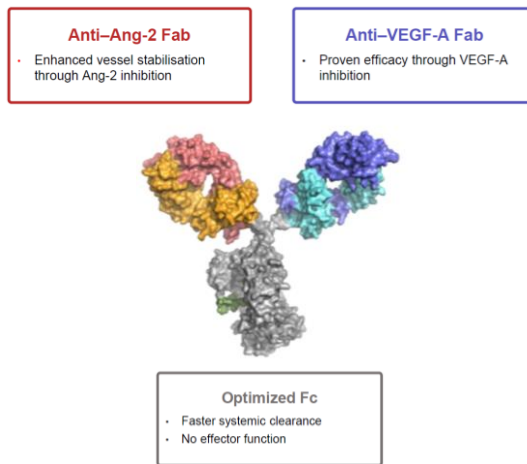 Anti–Ang-2 Fab
• Enhanced vessel stabilisation
through Ang-2 inhibition
Anti–VEGF-A Fab
• Proven efficacy through VEGF-A
inhibition
Optimized Fc
• Faster systemic clearance
• No effector function